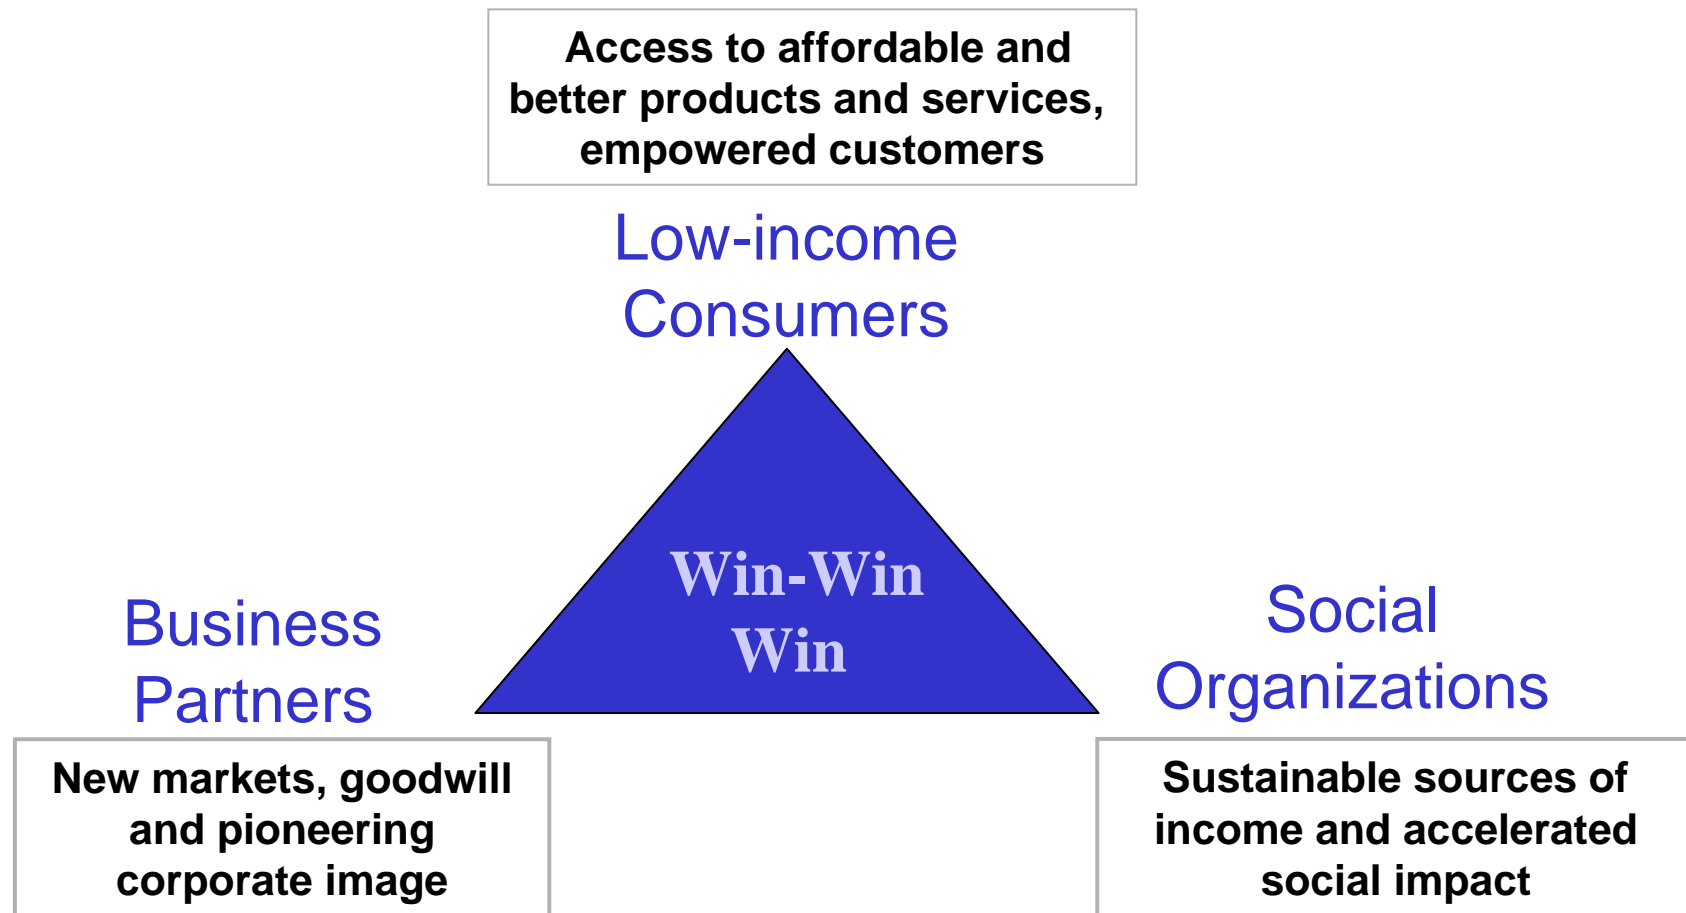 Access to affordable and
better products and services,
empowered customers
Low-income
Consumers
Win-Win
Win
Business
Partners
New markets, goodwill
and pioneering
corporate image
Social
Organizations
Sustainable sources of
income and accelerated
social impact